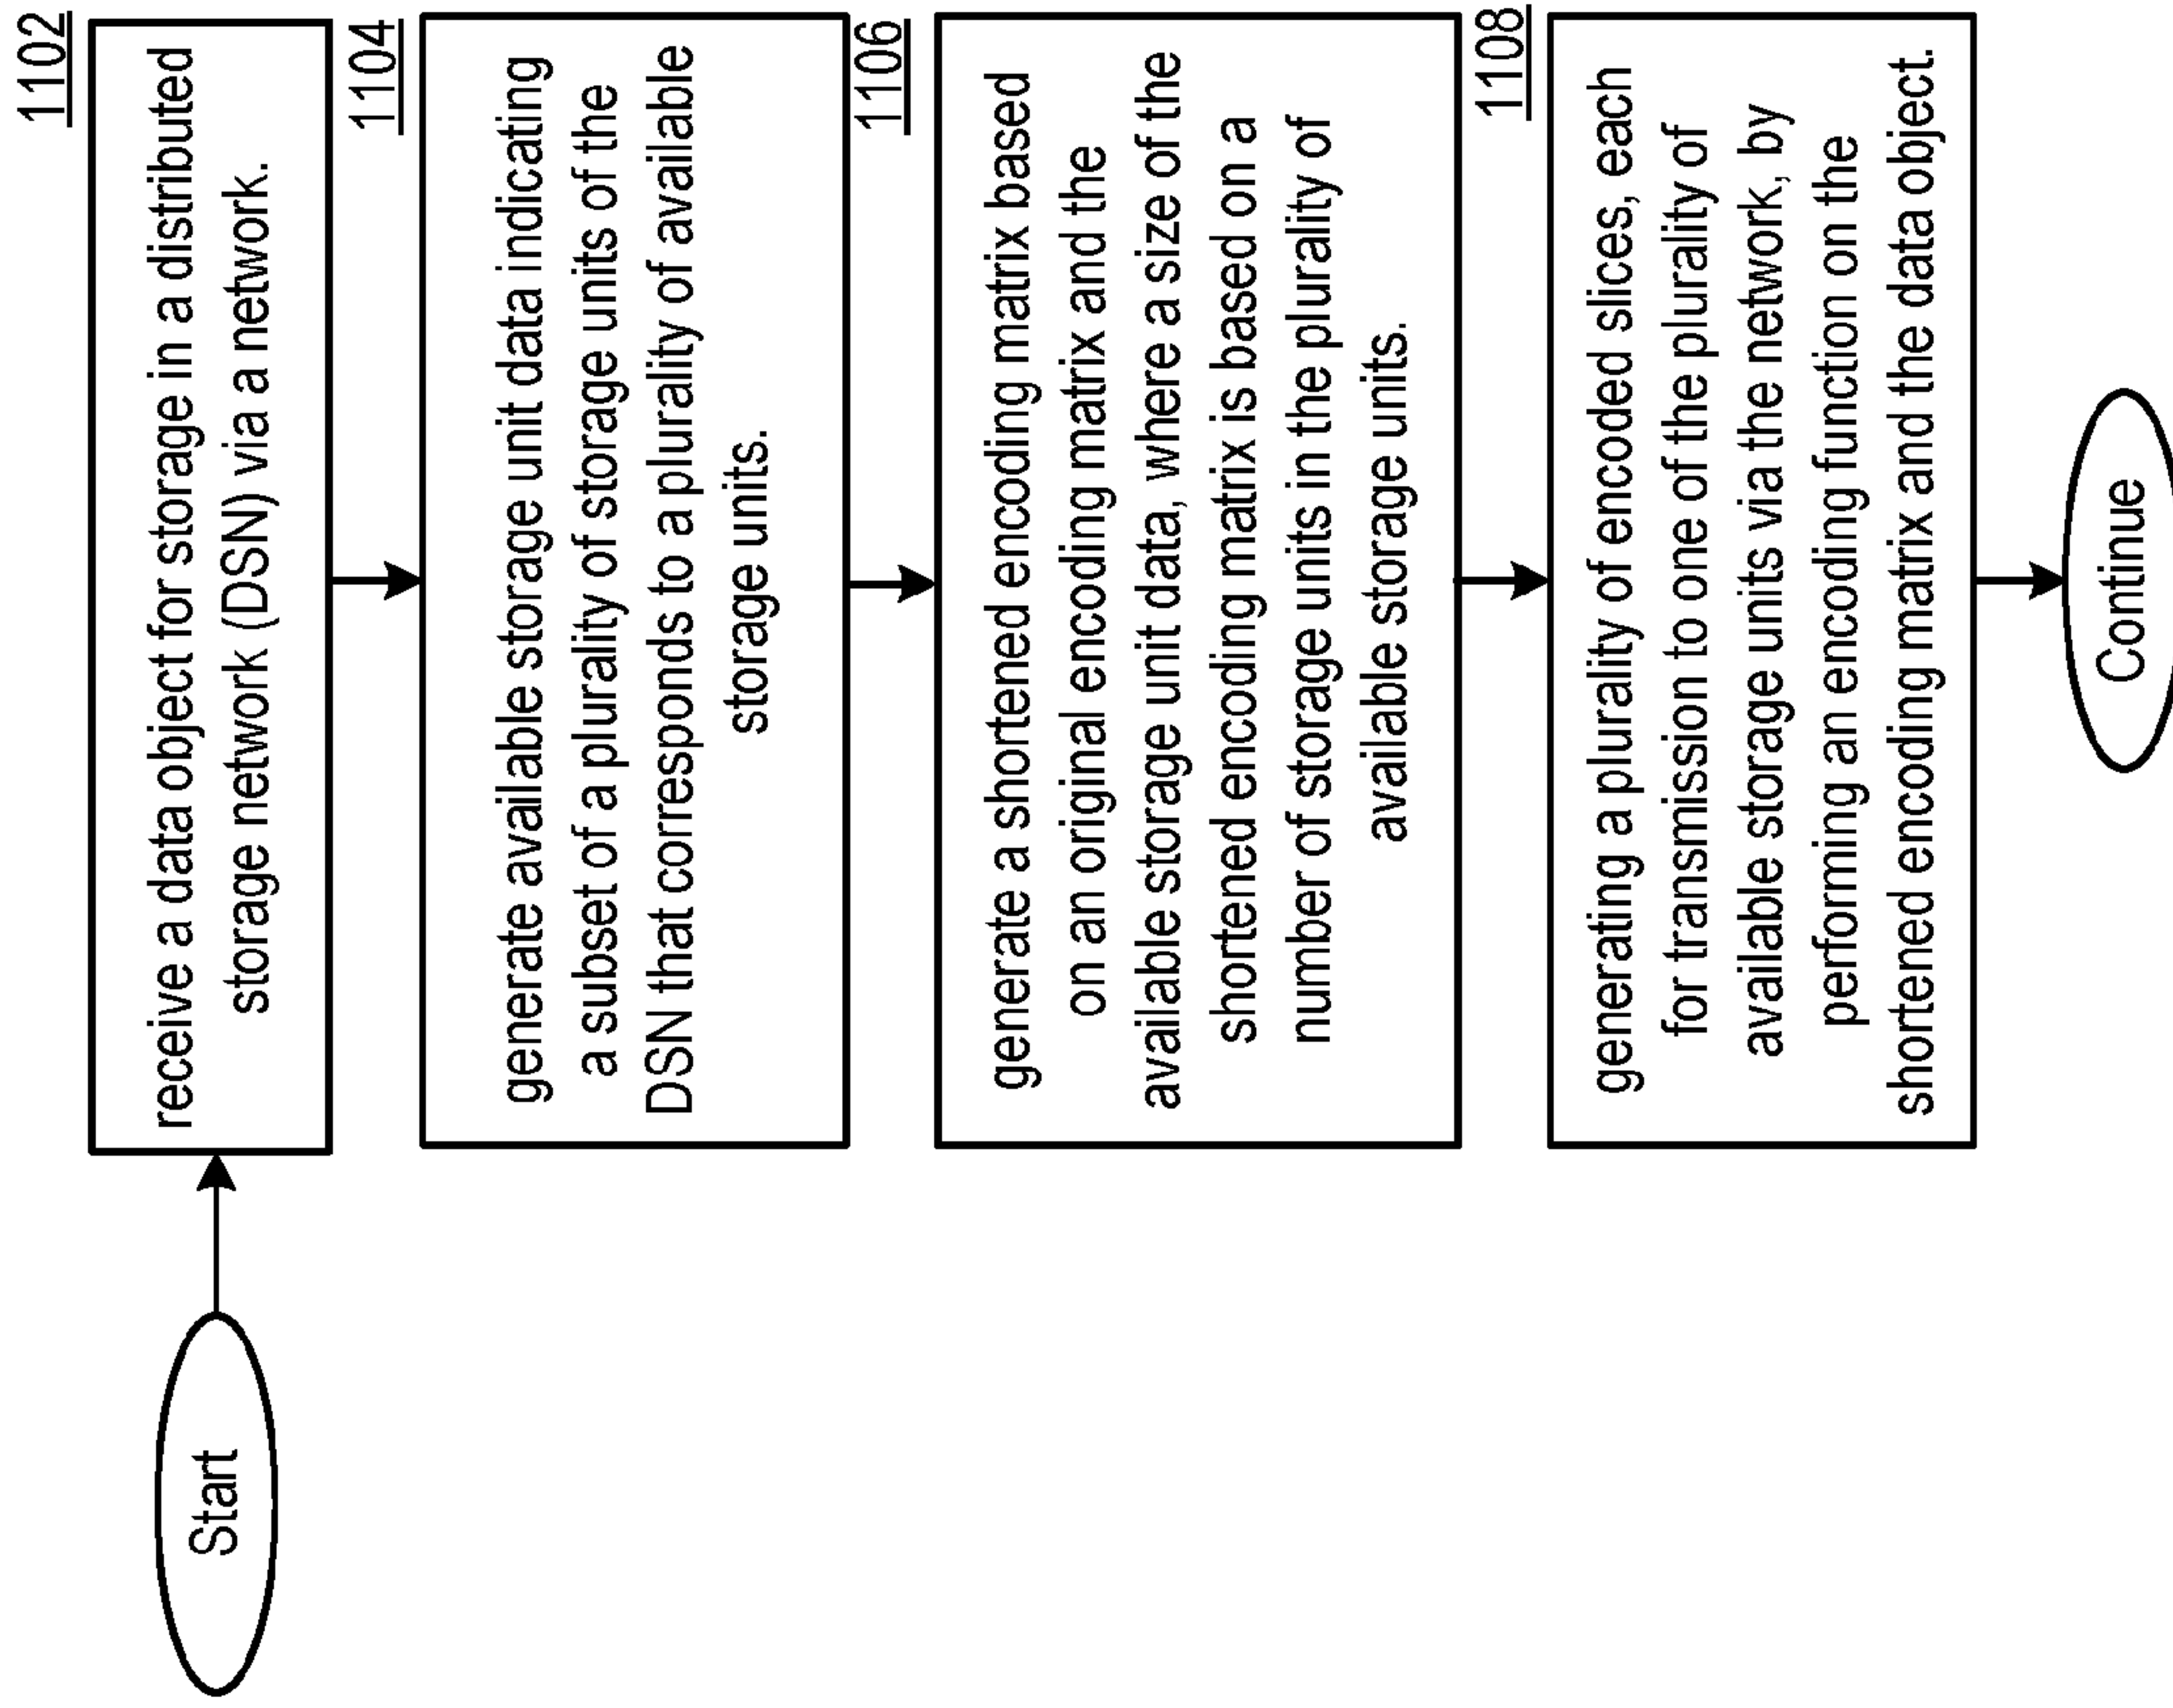 Start
1102
receive a data object for storage in a distributed
storage network (DSN) via a network.
1104
generate available storage unit data indicating
a subset of a plurality of storage units of the
DSN that corresponds to a plurality of available
storage units.
1106
generate a shortened encoding matrix based
on an original encoding matrix and the
available storage unit data, where a size of the
shortened encoding matrix is based on a
number of storage units in the plurality of
available storage units.
1108
generating a plurality of encoded slices, each
for transmission to one of the plurality of
available storage units via the network, by
performing an encoding function on the
shortened encoding matrix and the data object.
Continue